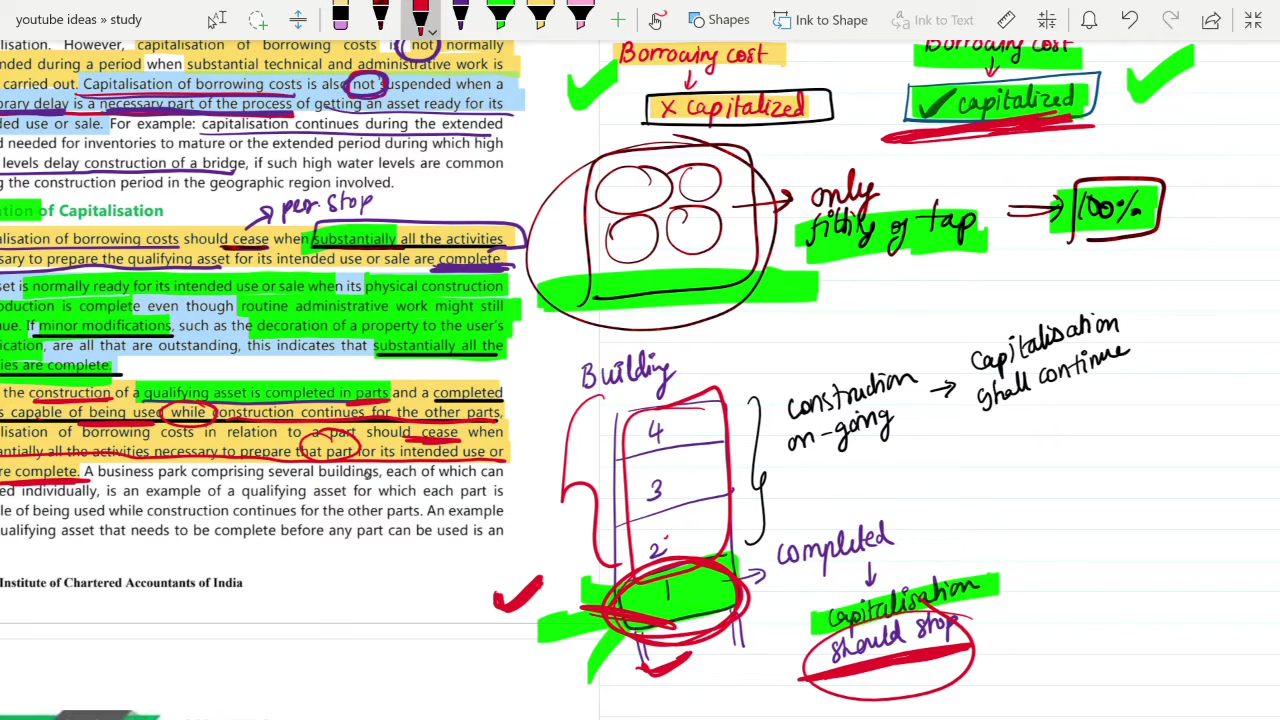 youtube ideas » study
Shapes
Ink to Shape
Ink to Text
lisation. However, capitalisation of borrowing costs is not normally
nded during a period when substantial technical and administrative work is
carried out. Capitalisation of borrowing costs is also not suspended when a
orary delay is a necessary part of the process of getting an asset ready for its
ded use or sale. For example: capitalisation continues during the extended
d needed for inventories to mature or the extended period during which high
levels delay construction of a bridge, if such high water levels are common
ng the construction period in the geographic region involved.
per. stop
ation of Capitalisation
alisation of borrowing costs should cease when substantially all the activities
ssary to prepare the qualifying asset for its intended use or sale are complete.
set is normally ready for its intended use or sale when its physical construction
oduction is complete even though routine administrative work might still
nue. If minor modifications, such as the decoration of a property to the user's
ication, are all that are outstanding, this indicates that substantially all the
ties are complete.
the construction of a qualifying asset is completed in parts and a completed
s capable of being used while construction continues for the other parts,
alisation of borrowing costs in relation to a part should cease when
antially all the activities necessary to prepare that part for its intended use or
re complete. A business park comprising several buildings, each of which can
ed individually, is an example of a qualifying asset for which each part is
le of being used while construction continues for the other parts. An example
qualifying asset that needs to be complete before any part can be used is an
Institute of Chartered Accountants of India
Borrowing cost
X capitalized
Borrowing cost
capitalized
only
fitting of tap
100%
Building
4
3
2
1
construction
on-going
Capitalisation
shall continue
completed
capitalisation
should stop